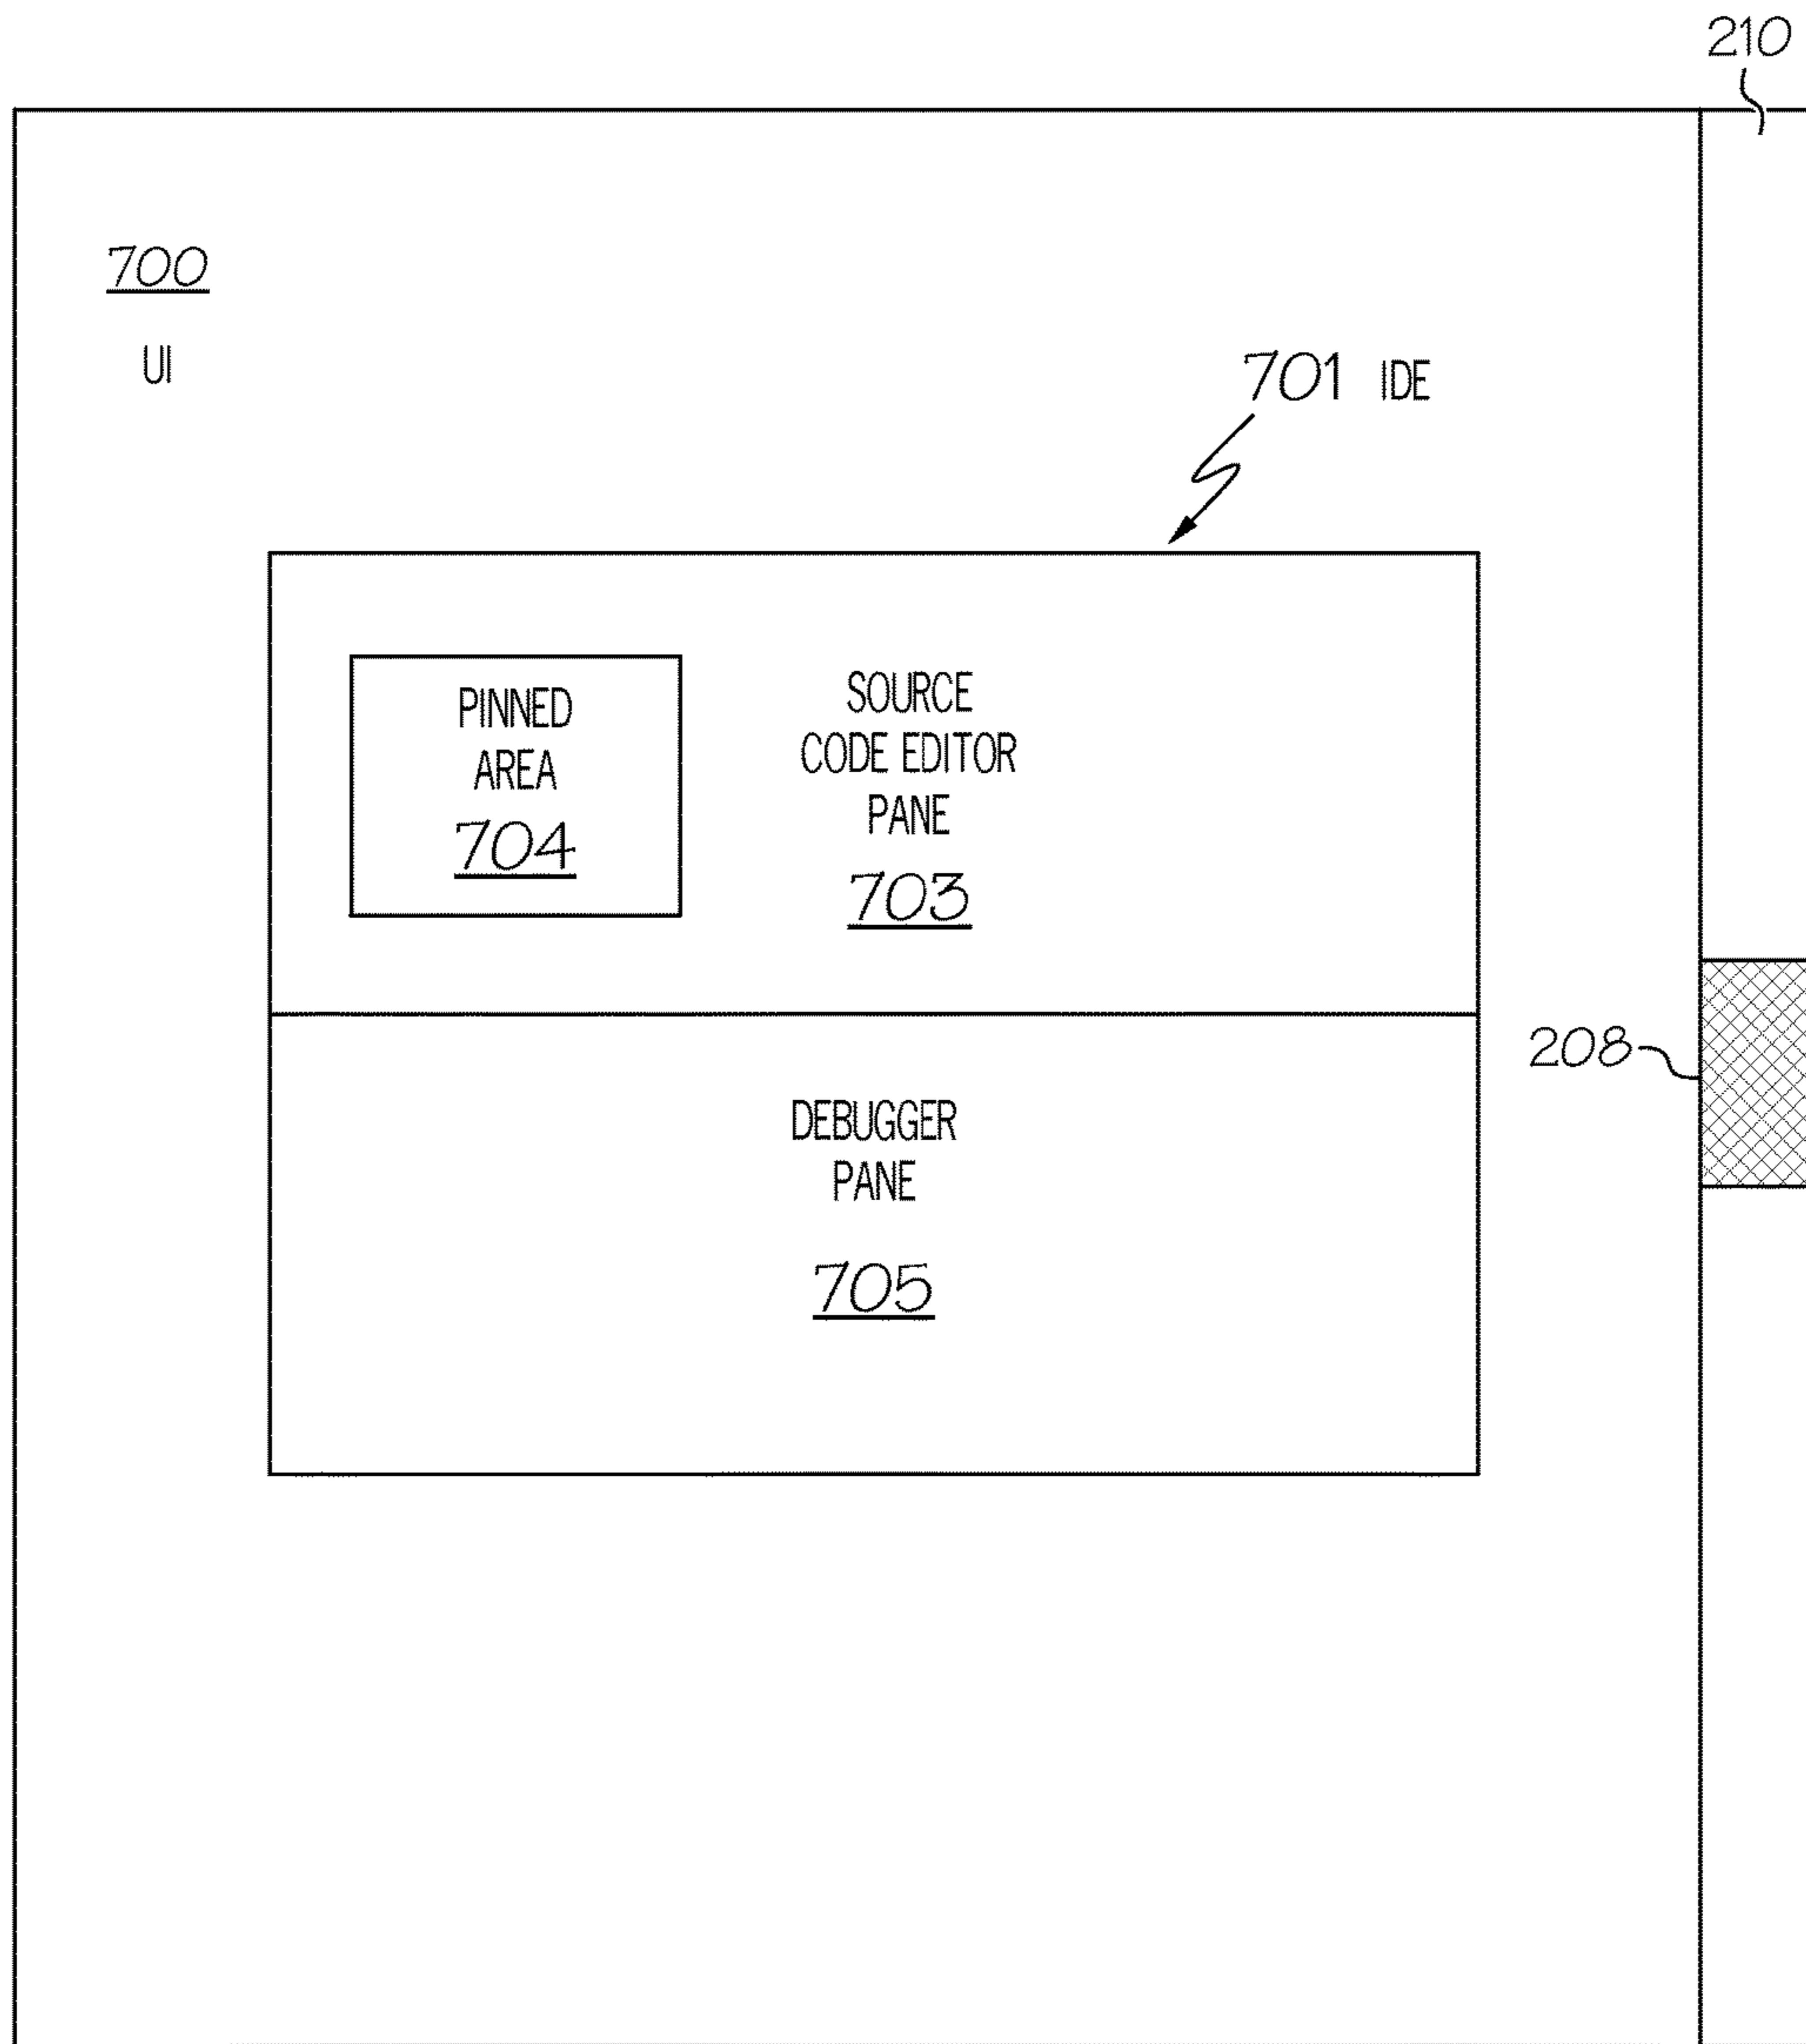 210
700
UI
701 IDE
PINNED
AREA
704
SOURCE
CODE EDITOR
PANE
703
208
DEBUGGER
PANE
705